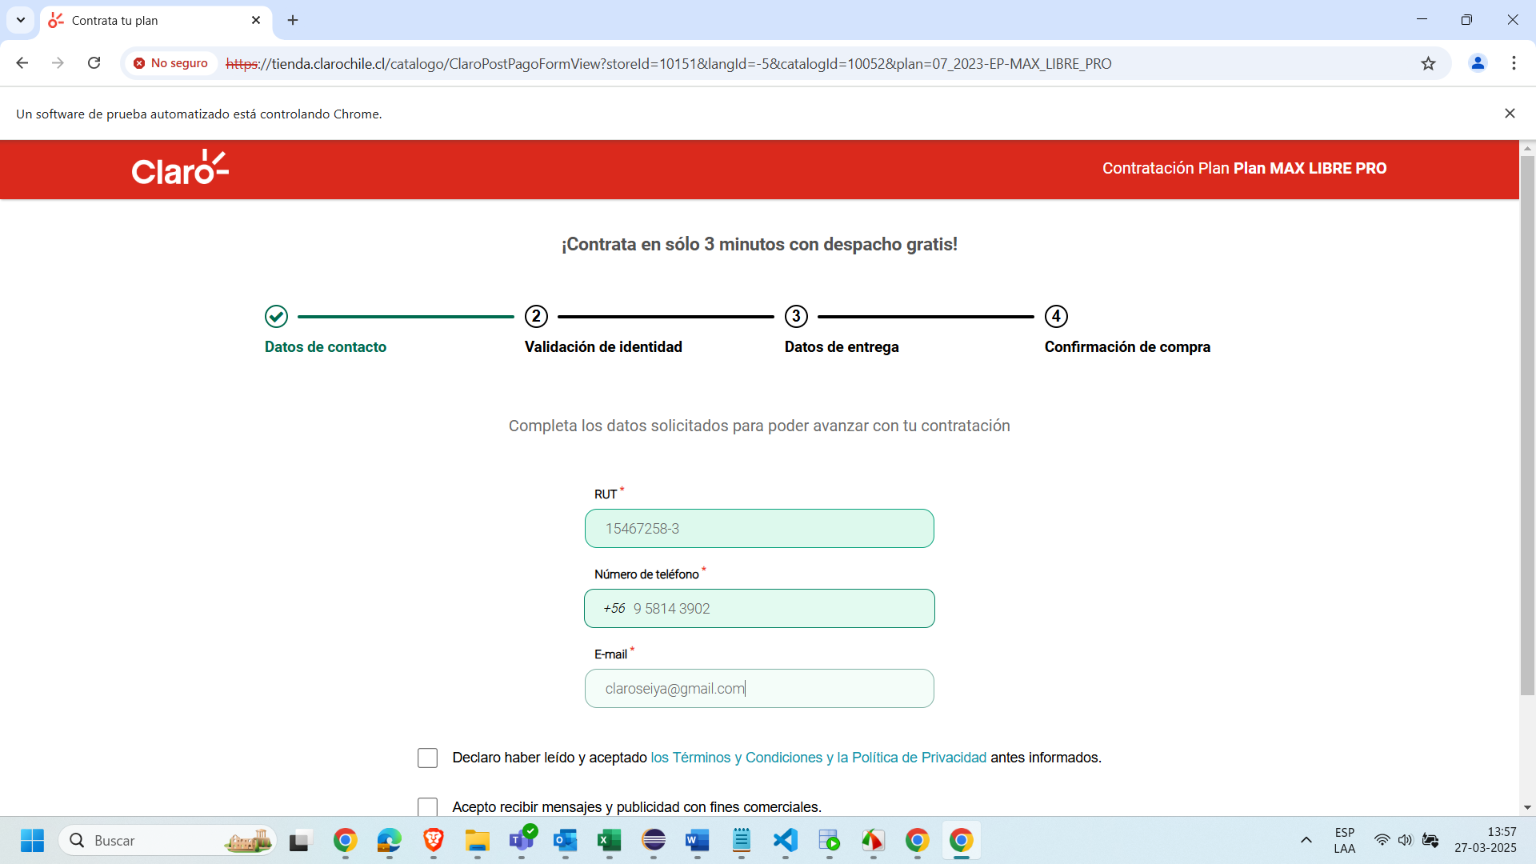 Contrata tu plan
No seguro
https://tienda.clarochile.cl/catalogo/ClaroPostPagoFormView?storeId=10151&langId=-5&catalogId=10052&plan=07_2023-EP-MAX_LIBRE_PRO
Un software de prueba automatizado está controlando Chrome.
Claro
Contratación Plan Plan MAX LIBRE PRO
¡Contrata en sólo 3 minutos con despacho gratis!
2 3 4
Datos de contacto Validación de identidad Datos de entrega Confirmación de compra
Completa los datos solicitados para poder avanzar con tu contratación
RUT *
15467258-3
Número de teléfono *
+56 9 5814 3902
E-mail *
claroseiya@gmail.com
Declaro haber leído y aceptado los Términos y Condiciones y la Política de Privacidad antes informados.
Acepto recibir mensajes y publicidad con fines comerciales.
Buscar
ESP
LAA
13:57
27-03-2025